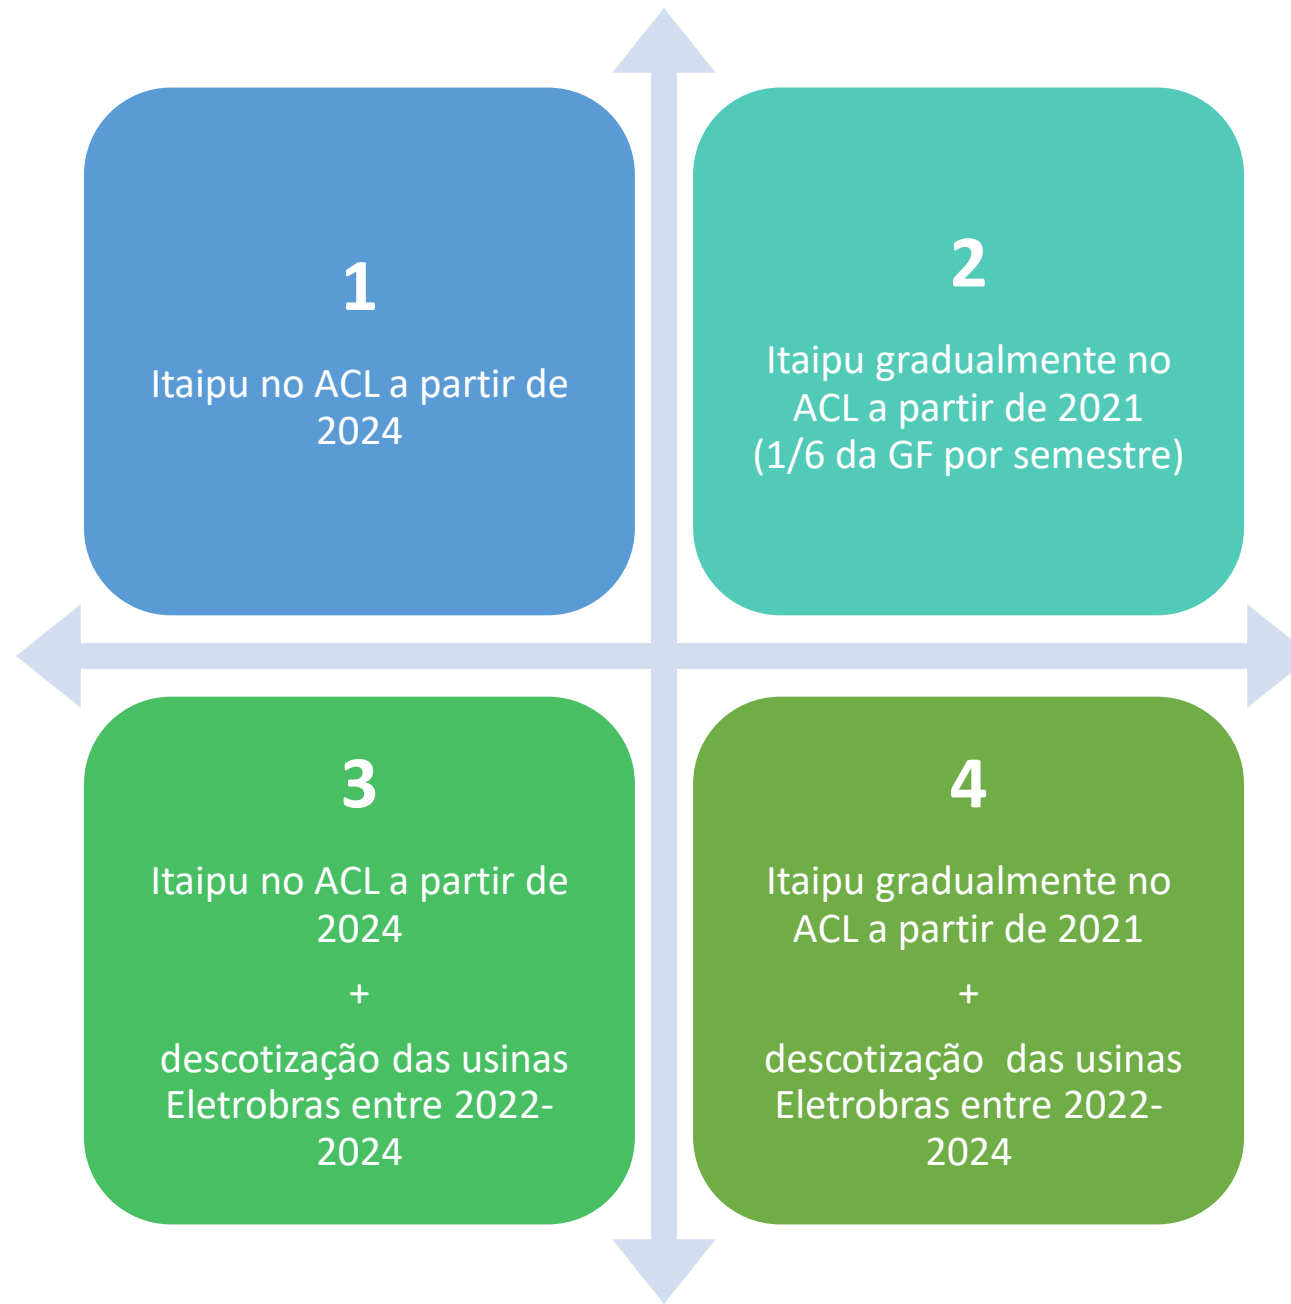 1
Itaipu no ACL a partir de
2024
2
Itaipu gradualmente no
ACL a partir de 2021
(1/6 da GF por semestre)
3
Itaipu no ACL a partir de
2024
+
descotização das usinas
Eletrobras entre 2022-
2024
4
Itaipu gradualmente no
ACL a partir de 2021
+
descotização das usinas
Eletrobras entre 2022-
2024